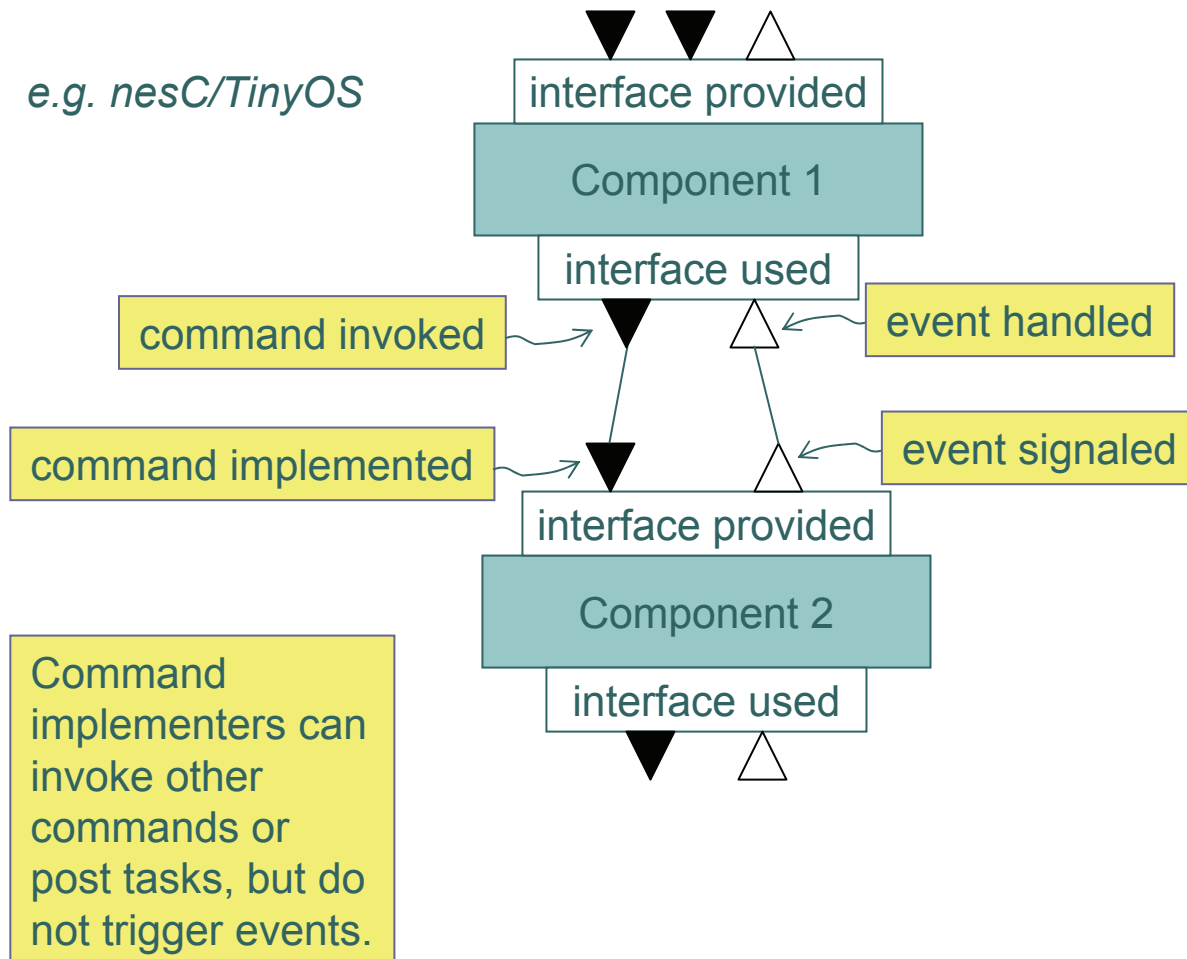 e.g. nesC/TinyOS
interface provided
Component 1
interface used
command invoked
event handled
command implemented
event signaled
interface provided
Component 2
interface used
Command
implementers can
invoke other
commands or
post tasks, but do
not trigger events.